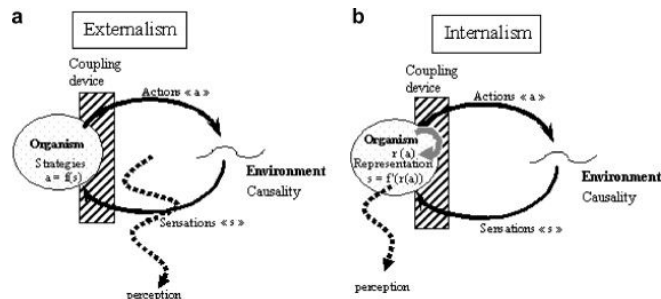 a
Externalism
Coupling
device
Actions « a »
Organism
Strategies
a = f(s)
Environment
Causality
Sensations « s »
perception
b
Internalism
Coupling
device
Actions « a »
Organism
r (a)
Representation
s = f'(r(a))
Environment
Causality
Sensations « s »
perception